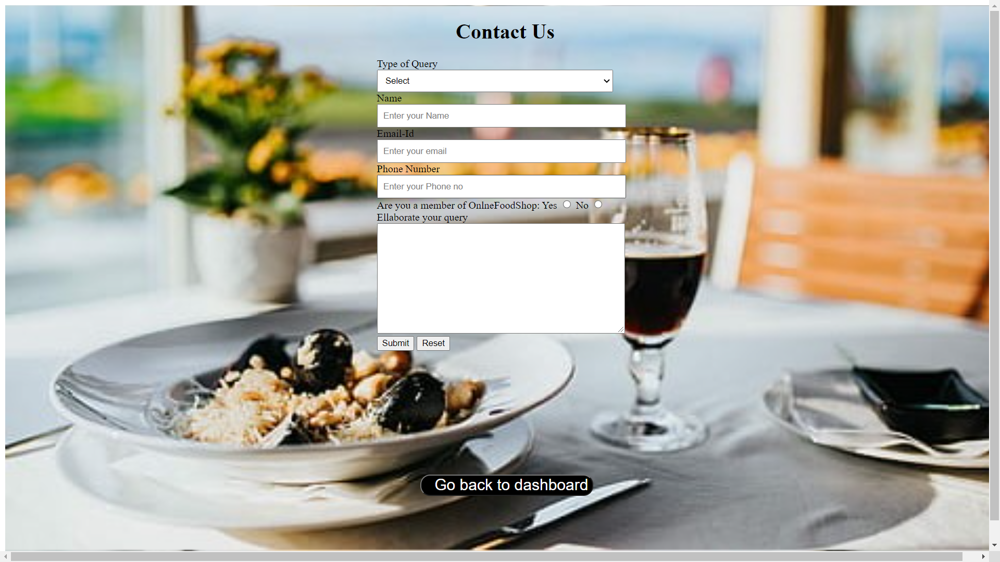 Contact Us
Type of Query
Select
Name
Enter your Name
Email-Id
Enter your email
Phone Number
Enter your Phone no
Are you a member of OnlneFoodShop: Yes No
Ellaborate your query
Submit Reset
Go back to dashboard